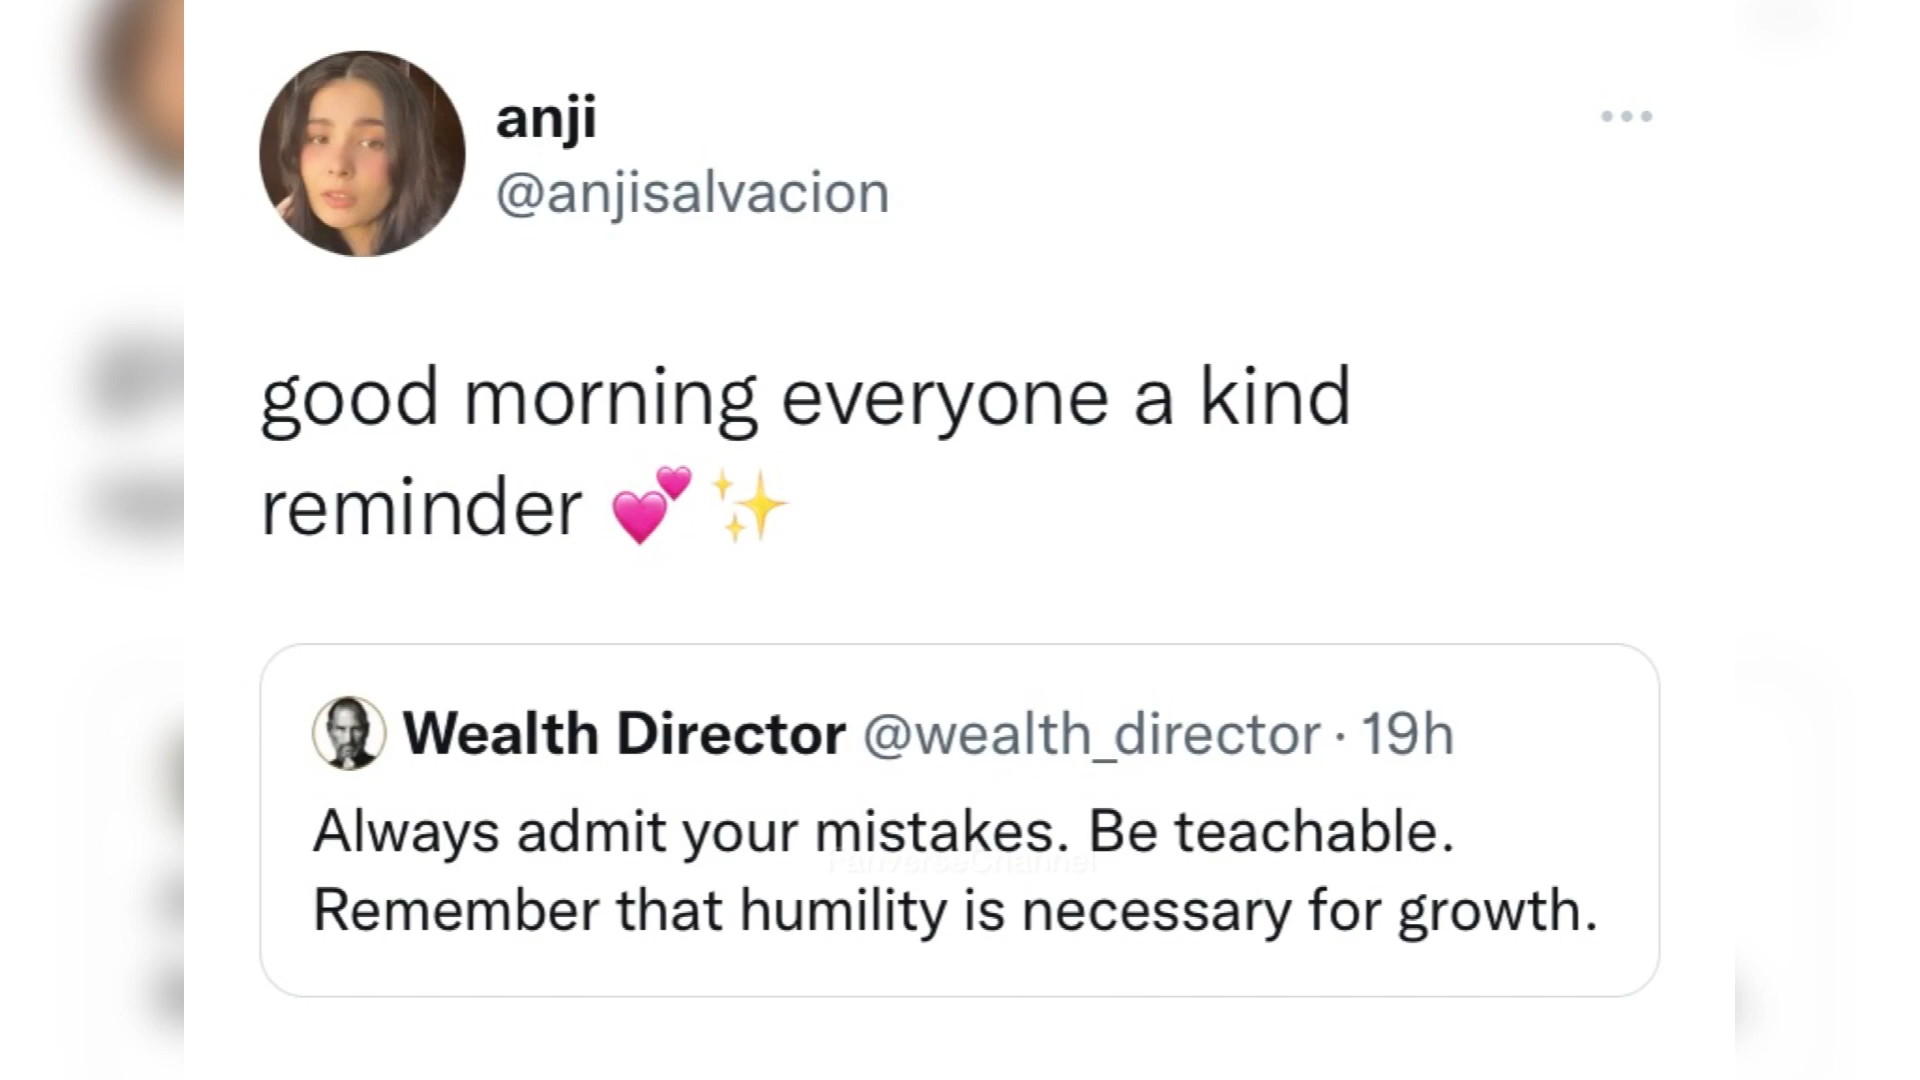 anji
@anjisalvacion
good morning everyone a kind
reminder 💕✨
Wealth Director @wealth_director · 19h
Always admit your mistakes. Be teachable.
FanverseChannel
Remember that humility is necessary for growth.